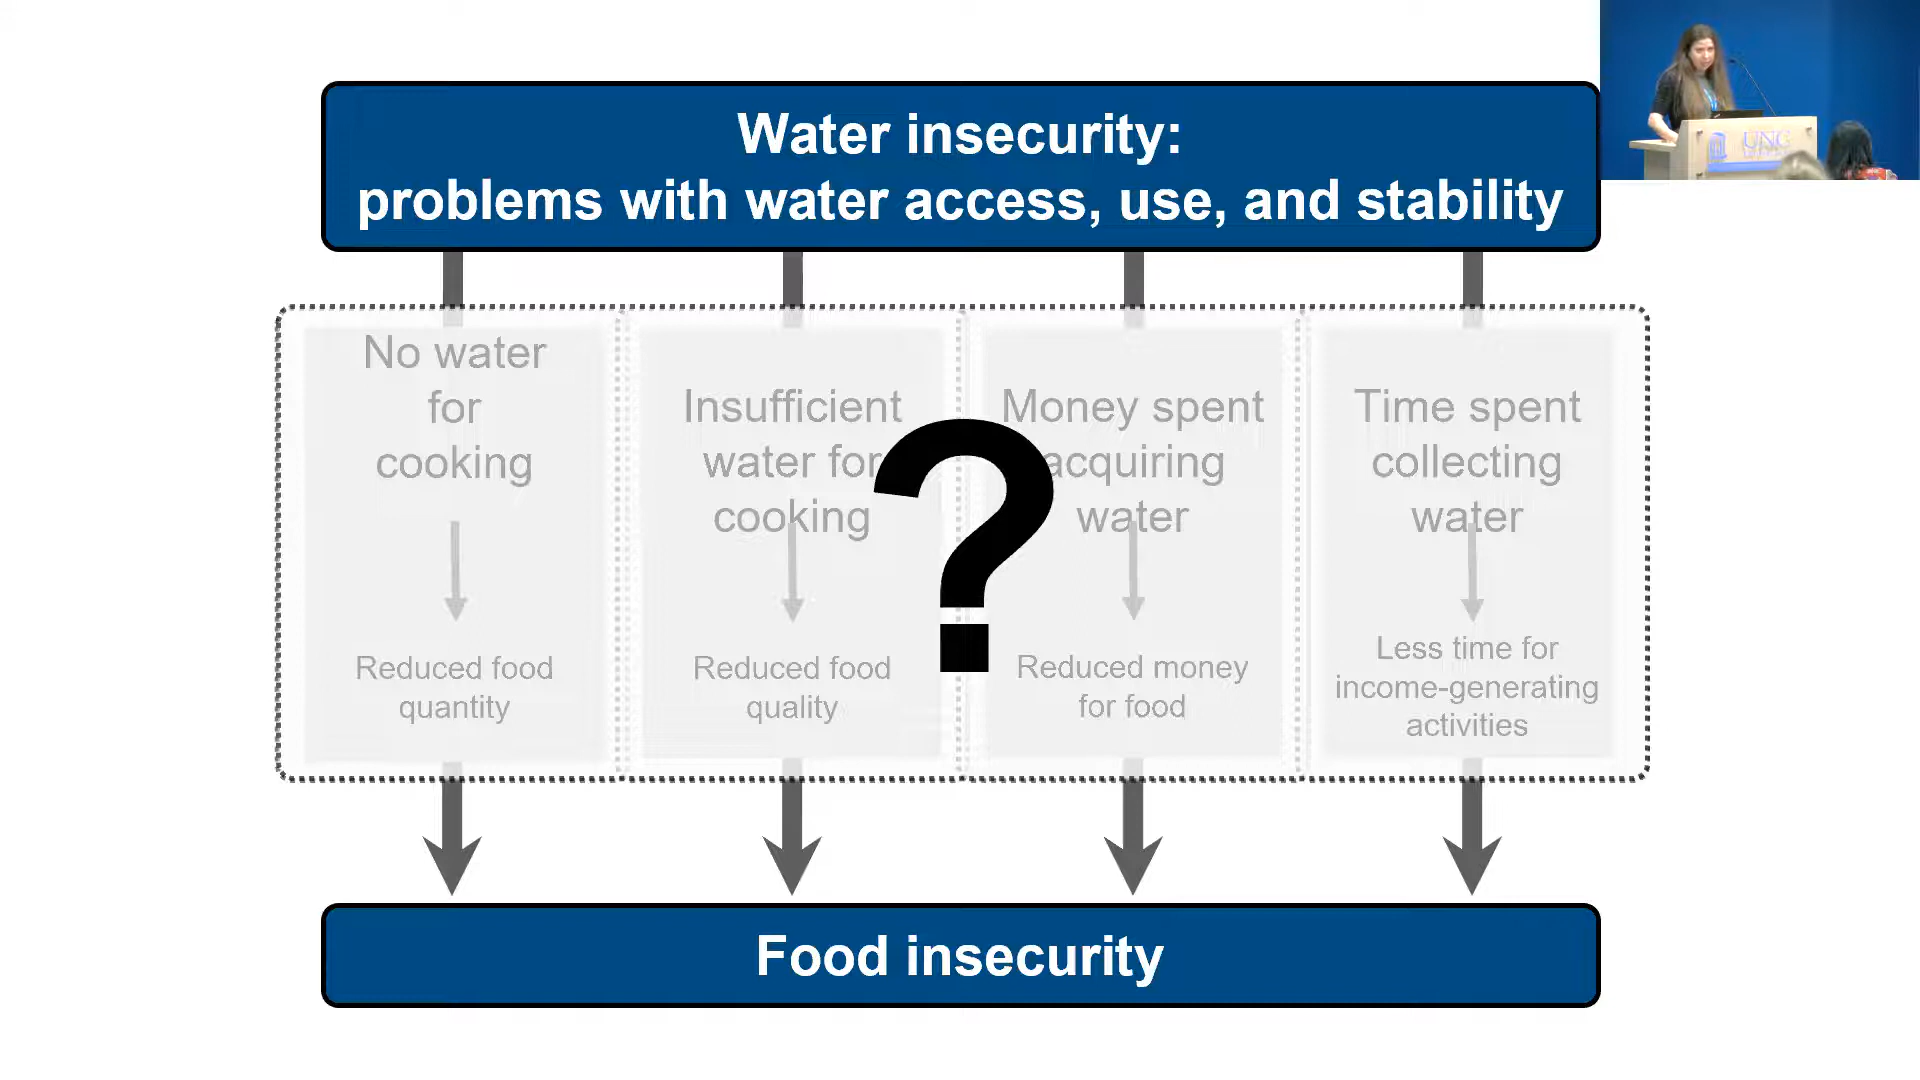 Water insecurity:
problems with water access, use, and stability
No water
for
cooking
Reduced food
quantity
Insufficient
water for
cooking
Reduced food
quality
?
Money spent
acquiring
water
Reduced money
for food
Time spent
collecting
water
Less time for
income-generating
activities
Food insecurity
UNC